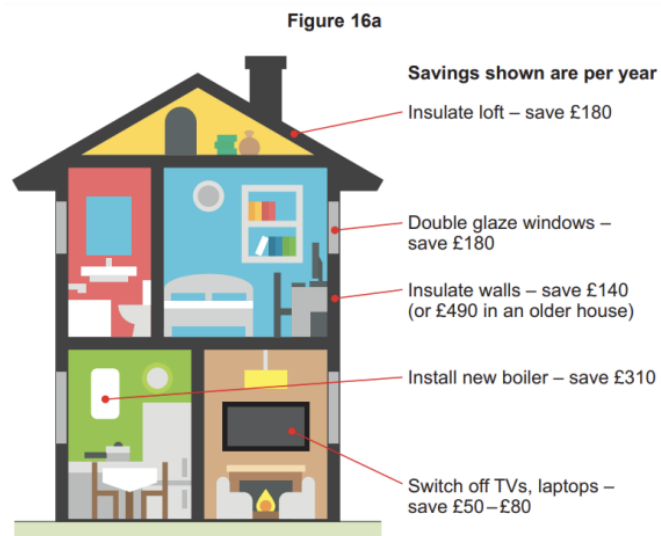 Figure 16a
Savings shown are per year
Insulate loft – save £180
Double glaze windows –
save £180
Insulate walls – save £140
(or £490 in an older house)
Install new boiler – save £310
Switch off TVs, laptops –
save £50–£80